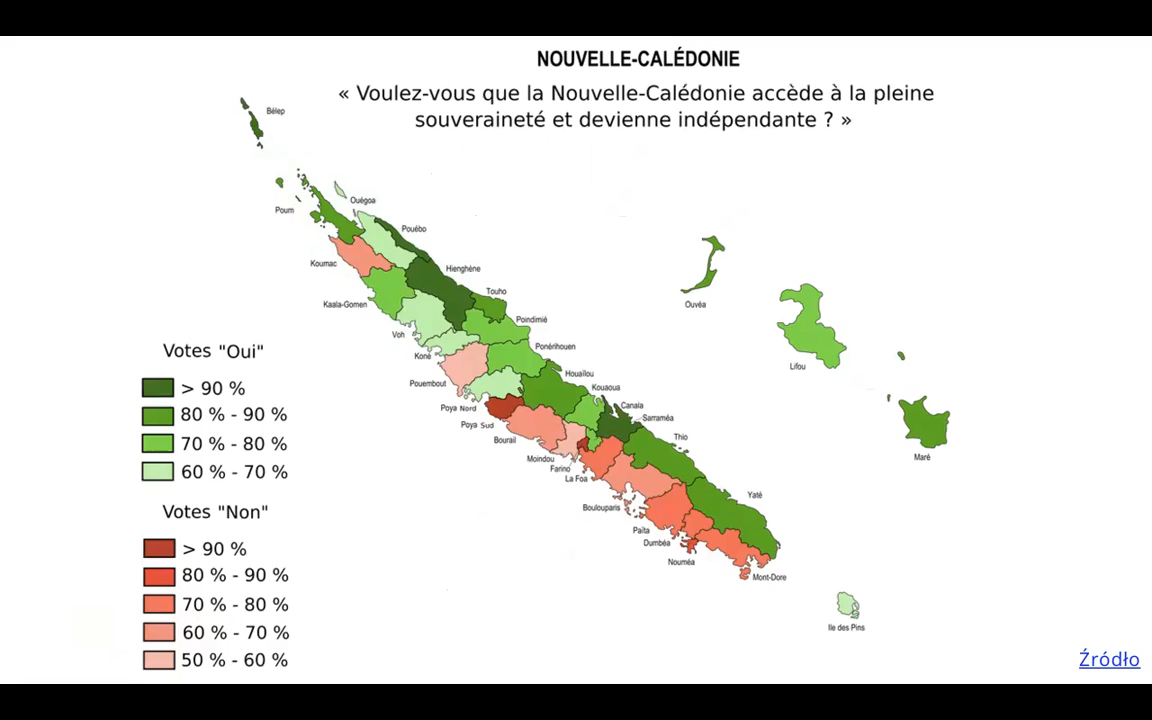 NOUVELLE-CALÉDONIE
« Voulez-vous que la Nouvelle-Calédonie accède à la pleine
souveraineté et devienne indépendante ? »
Bélep
Ouégoa
Poum
Pouébo
Koumac
Hienghène
Touho
Kaala-Gomen
Ouvéa
Poindimié
Voh
Ponérihouen
Koné
Lifou
Houaïlou
Pouembout
Kouaoua
Poya Nord
Canala
Sarraméa
Poya Sud
Thio
Bourail
Maré
Moindou
Farino
La Foa
Yaté
Boulouparis
Païta
Dumbéa
Nouméa
Mont-Dore
Ile des Pins
Votes "Oui"
> 90 %
80 % - 90 %
70 % - 80 %
60 % - 70 %
Votes "Non"
> 90 %
80 % - 90 %
70 % - 80 %
60 % - 70 %
50 % - 60 %
Źródło